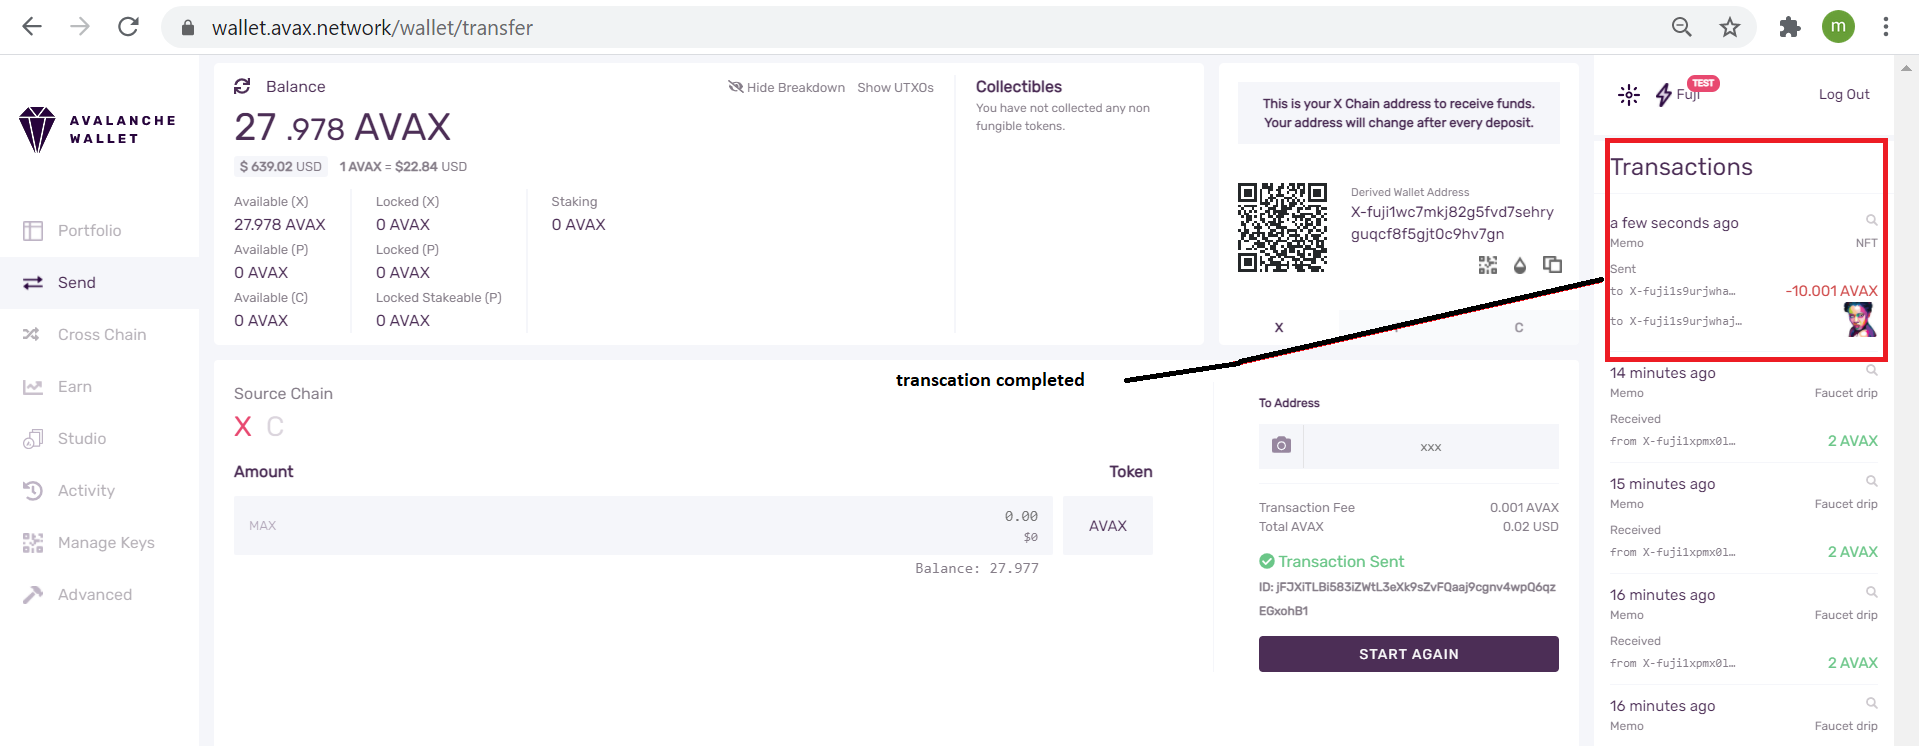 wallet.avax.network/wallet/transfer
m
AVALANCHE
WALLET
Portfolio
Send
Cross Chain
Earn
Studio
Activity
Manage Keys
Advanced
Balance
Hide Breakdown
Show UTXOs
27 .978 AVAX
$ 639.02 USD
1 AVAX = $22.84 USD
Available (X)
27.978 AVAX
Available (P)
0 AVAX
Available (C)
0 AVAX
Locked (X)
0 AVAX
Locked (P)
0 AVAX
Locked Stakeable (P)
0 AVAX
Staking
0 AVAX
Collectibles
You have not collected any non
fungible tokens.
This is your X Chain address to receive funds.
Your address will change after every deposit.
Derived Wallet Address
X-fuji1wc7mkj82g5fvd7sehry
guqcf8f5gjt0c9hv7gn
X
C
transcation completed
Source Chain
X C
Amount
Token
MAX
0.00
$0
AVAX
Balance: 27.977
To Address
xxx
Transaction Fee
0.001 AVAX
Total AVAX
0.02 USD
Transaction Sent
ID: jFJXiTLBi583iZWtL3eXk9sZvFQaaj9cgnv4wpQ6qz
EGxohB1
START AGAIN
TEST
Fuji
Log Out
Transactions
a few seconds ago
Memo
NFT
Sent
to X-fuji1s9urjwha…
-10.001 AVAX
to X-fuji1s9urjwhaj…
14 minutes ago
Memo
Faucet drip
Received
from X-fuji1xpmx0l…
2 AVAX
15 minutes ago
Memo
Faucet drip
Received
from X-fuji1xpmx0l…
2 AVAX
16 minutes ago
Memo
Faucet drip
Received
from X-fuji1xpmx0l…
2 AVAX
16 minutes ago
Memo
Faucet drip